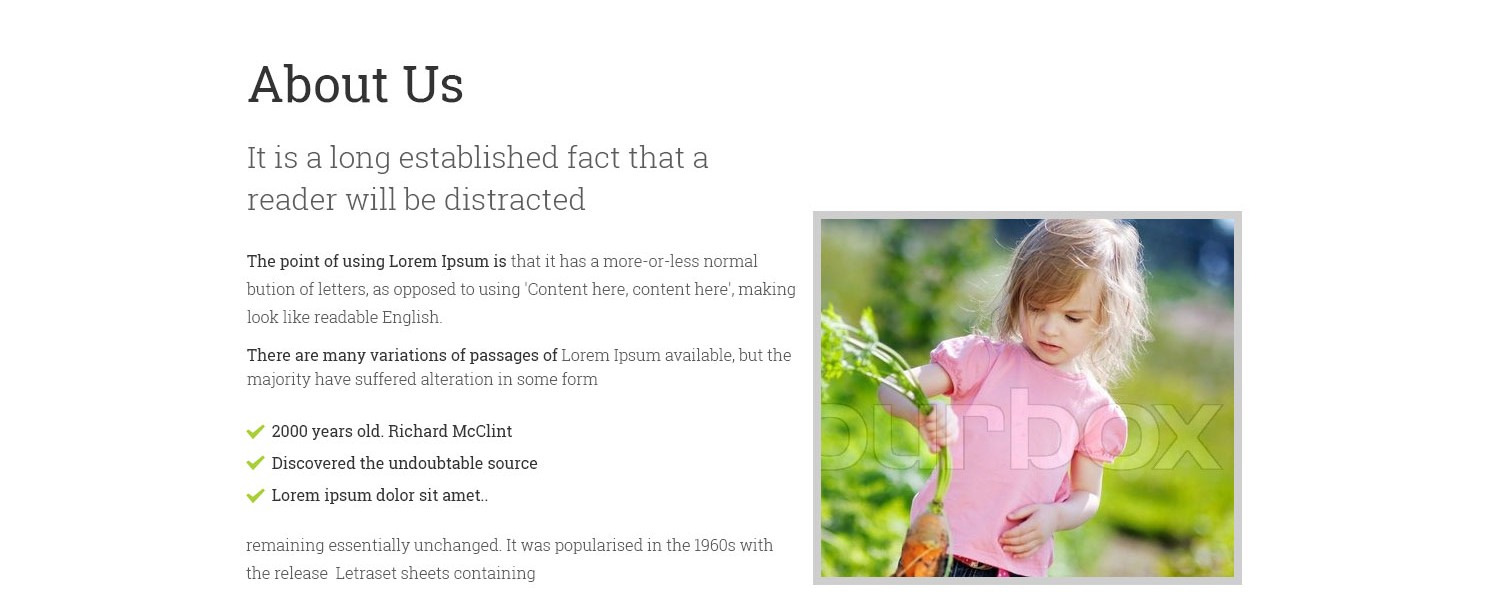 About Us
It is a long established fact that a
reader will be distracted
The point of using Lorem Ipsum is that it has a more-or-less normal
bution of letters, as opposed to using 'Content here, content here', making
look like readable English.
There are many variations of passages of Lorem Ipsum available, but the
majority have suffered alteration in some form
2000 years old. Richard McClint
Discovered the undoubtable source
Lorem ipsum dolor sit amet..
remaining essentially unchanged. It was popularised in the 1960s with
the release Letraset sheets containing
ourbox